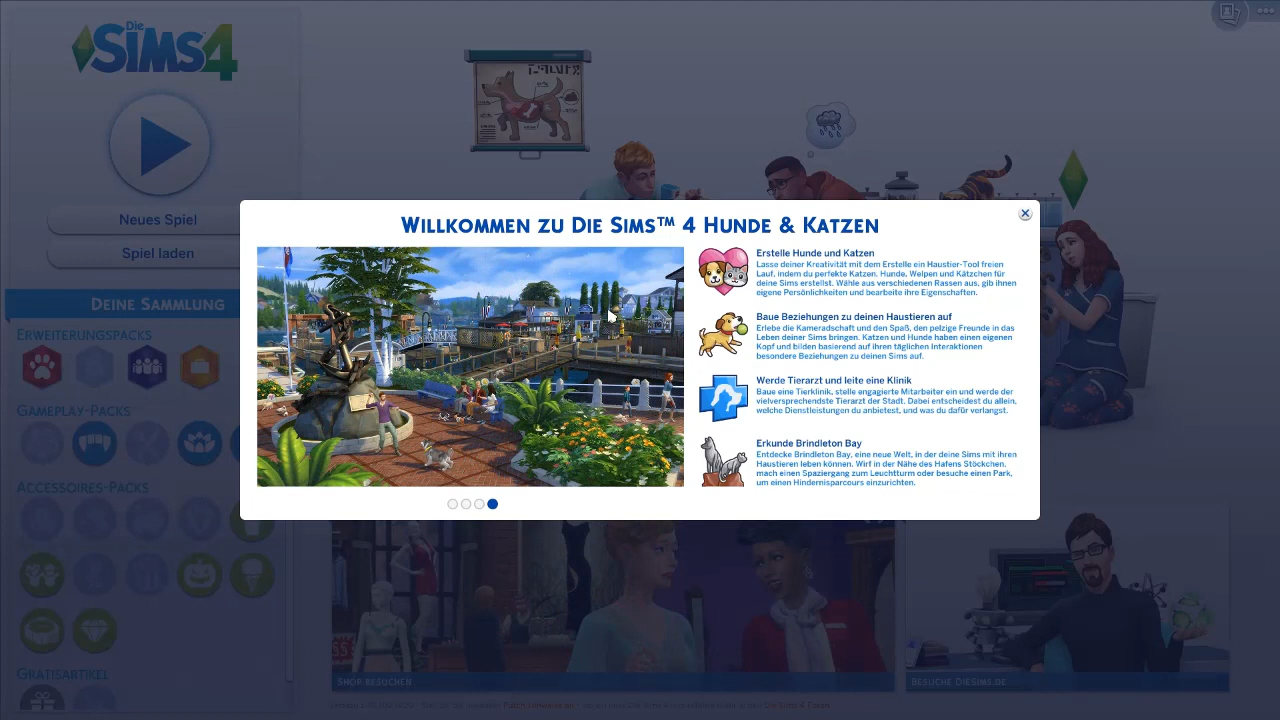 Die
SiMS 4
Neues Spiel
Spiel laden
Deine Sammlung
Erweiterungspacks
Gameplay-Packs
Accessoires-Packs
Gratisartikel
Willkommen zu Die Sims™ 4 Hunde & Katzen
Erstelle Hunde und Katzen
Lasse deiner Kreativität mit dem Erstelle ein Haustier-Tool freien
Lauf, indem du perfekte Katzen. Hunde, Welpen und Kätzchen für
deine Sims erstellst. Wähle aus verschiedenen Rassen aus, gib ihnen
eigene Persönlichkeiten und bearbeite ihre Eigenschaften.
Baue Beziehungen zu deinen Haustieren auf
Erlebe die Kameradschaft und den Spaß, den pelzige Freunde in das
Leben deiner Sims bringen. Katzen und Hunde haben einen eigenen
Kopf und bilden basierend auf ihren täglichen Interaktionen
besondere Beziehungen zu deinen Sims auf.
Werde Tierarzt und leite eine Klinik
Baue eine Tierklinik, stelle engagierte Mitarbeiter ein und werde der
vielversprechendste Tierarzt der Stadt. Dabei entscheidest du allein,
welche Dienstleistungen du anbietest, und was du dafür verlangst.
Erkunde Brindleton Bay
Entdecke Brindleton Bay, eine neue Welt, in der deine Sims mit ihren
Haustieren leben können. Wirf in der Nähe des Hafens Stöckchen,
mach einen Spaziergang zum Leuchtturm oder besuche einen Park,
um einen Hindernisparcours einzurichten.
Shop besuchen
Besuche DieSims.de